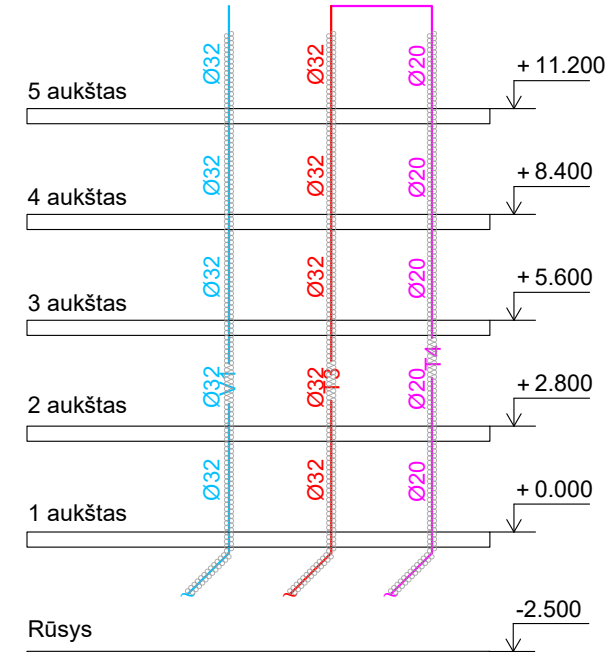 Ø32 Ø32 Ø20
+ 11.200
5 aukštas
Ø32 Ø32 Ø20
+ 8.400
4 aukštas
Ø32 Ø32 Ø20
+ 5.600
3 aukštas
V1 T3 T4
Ø32 Ø32 Ø20
+ 2.800
2 aukštas
Ø32 Ø32 Ø20
+ 0.000
1 aukštas
-2.500
Rūsys